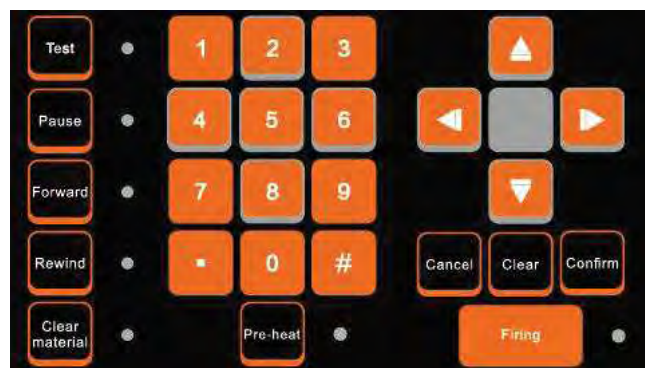 Test
1
2
3
Pause
4
5
6
Forward
7
8
9
Rewind
.
0
#
Cancel
Clear
Confirm
Clear
material
Pre-heat
Firing